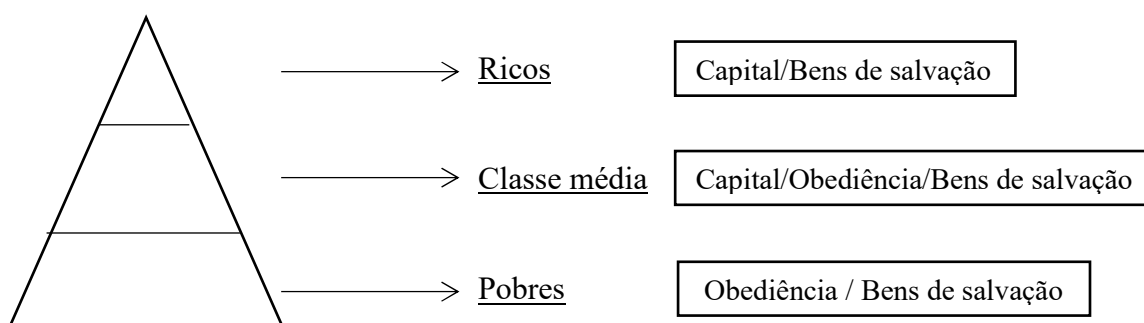 Ricos Capital/Bens de salvação
Classe média Capital/Obediência/Bens de salvação
Pobres Obediência / Bens de salvação